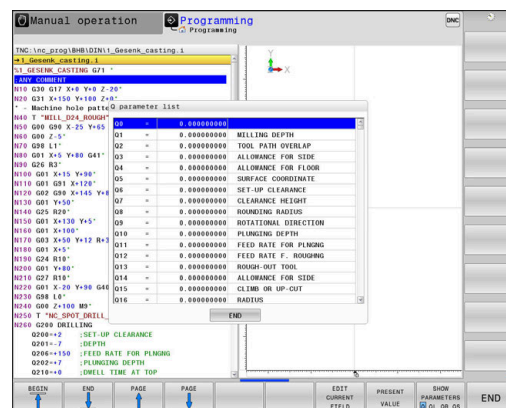 Manual operation
Programming
Programming
DNC
TNC:\nc_prog\BHB\DIN\1_Gesenk_casting.i
→1_Gesenk_casting.i
%1_GESENK_CASTING G71 *
;ANY COMMENT
N10 G30 G17 X+0 Y+0 Z-20*
N20 G31 X+150 Y+100 Z+0*
* - Machine hole patte
N40 T "MILL_D24_ROUGH"
N50 G00 G90 X-25 Y+65
N60 G00 Z-5*
N70 G98 L1*
N80 G01 X+5 Y+80 G41*
N90 G26 R3*
N100 G01 X+15 Y+90*
N110 G01 G91 X+120*
N120 G02 G90 X+145 Y+8
N130 G01 Y+50*
N140 G25 R20*
N150 G01 X+130 Y+5*
N160 G01 X+100*
N170 G03 X+50 Y+12 R+3
N180 G01 X+5*
N190 G24 R10*
N200 G01 Y+80*
N210 G27 R10*
N220 G01 X-20 Y+90 G40
N230 G98 L0*
N240 G00 Z+100 M9*
N250 T "NC_SPOT_DRILL_
N260 G200 DRILLING
Q200=+2 ;SET-UP CLEARANCE
Q201=-7 ;DEPTH
Q206=+150 ;FEED RATE FOR PLNGNG
Q202=+7 ;PLUNGING DEPTH
Q210=+0 ;DWELL TIME AT TOP
Y
X
Q parameter list
Q0 = 0.000000000
Q1 = 0.000000000 MILLING DEPTH
Q2 = 0.000000000 TOOL PATH OVERLAP
Q3 = 0.000000000 ALLOWANCE FOR SIDE
Q4 = 0.000000000 ALLOWANCE FOR FLOOR
Q5 = 0.000000000 SURFACE COORDINATE
Q6 = 0.000000000 SET-UP CLEARANCE
Q7 = 0.000000000 CLEARANCE HEIGHT
Q8 = 0.000000000 ROUNDING RADIUS
Q9 = 0.000000000 ROTATIONAL DIRECTION
Q10 = 0.000000000 PLUNGING DEPTH
Q11 = 0.000000000 FEED RATE FOR PLNGNG
Q12 = 0.000000000 FEED RATE F. ROUGHNG
Q13 = 0.000000000 ROUGH-OUT TOOL
Q14 = 0.000000000 ALLOWANCE FOR SIDE
Q15 = 0.000000000 CLIMB OR UP-CUT
Q16 = 0.000000000 RADIUS
END
BEGIN
END
PAGE
PAGE
EDIT
CURRENT
FIELD
PRESENT
VALUE
SHOW
PARAMETERS
Q QL QR QS
END